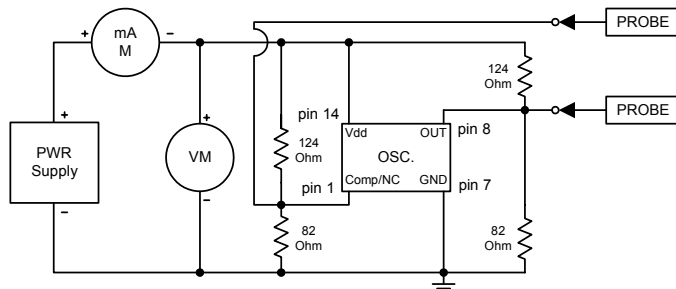 mA
M
+
-
PROBE
124
Ohm
PROBE
+
PWR
Supply
-
+
VM
-
pin 14
124
Ohm
pin 1
82
Ohm
Vdd
OUT
OSC.
Comp/NC
GND
pin 8
pin 7
82
Ohm